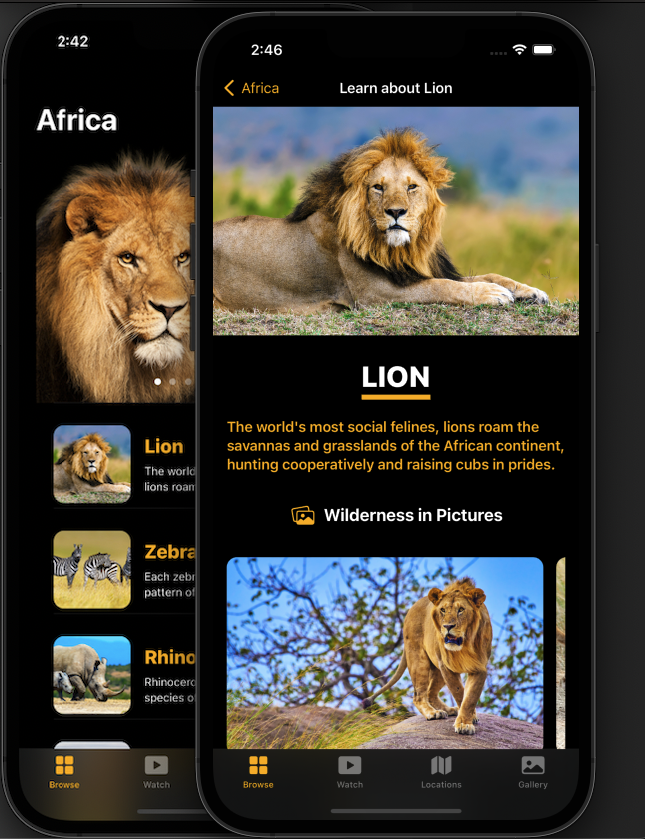 2:42
Africa
Lion
The world
lions roam
Zebra
Each
pattern of
Rhino
species
Browse
Watch
2:46
Africa
Learn about Lion
LION
The world's most social felines, lions roam the
savannas and grasslands of the African continent,
hunting cooperatively and raising cubs in prides.
Wilderness in Pictures
Browse
Watch
Locations
Gallery